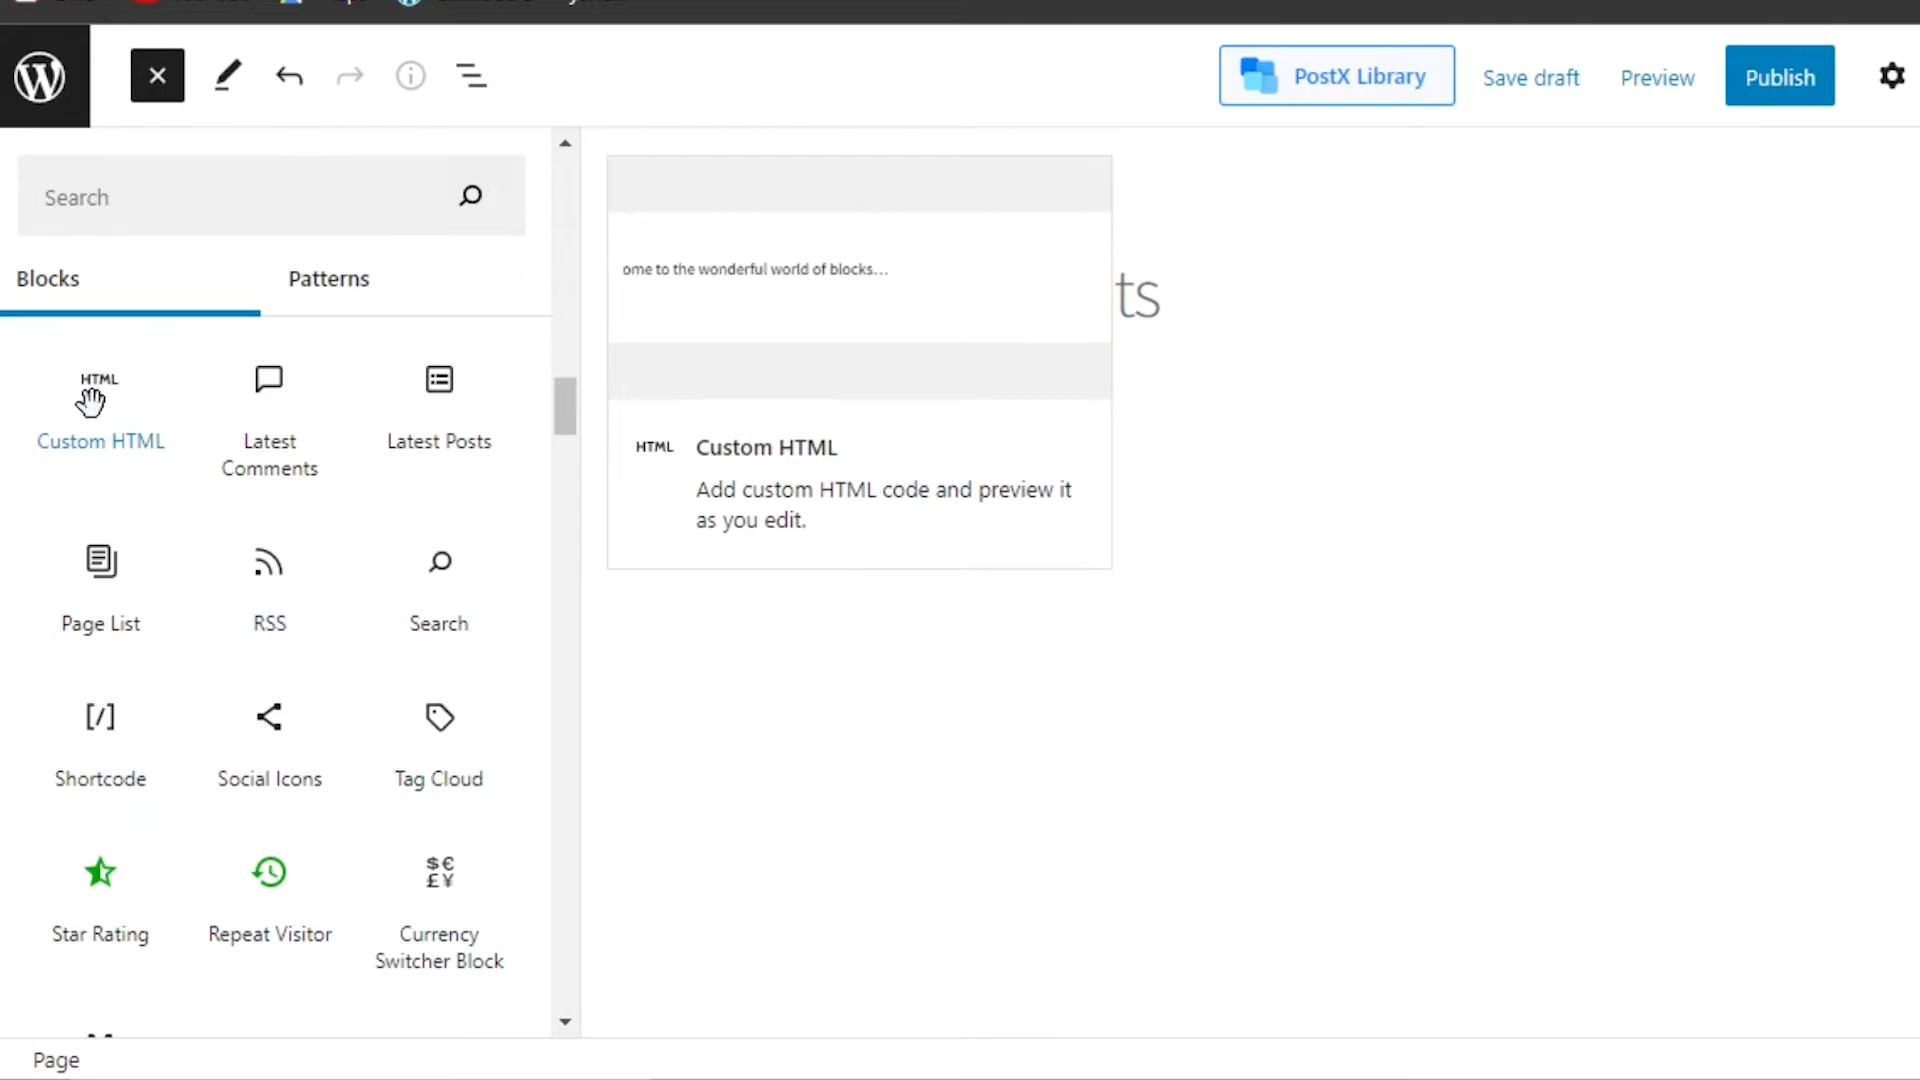 PostX Library
Save draft
Preview
Publish
Search
Blocks
Patterns
ome to the wonderful world of blocks...
ts
HTML
Custom HTML
Latest
Comments
Latest Posts
HTML
Custom HTML
Add custom HTML code and preview it
as you edit.
Page List
RSS
Search
[/]
Shortcode
Social Icons
Tag Cloud
$€
£¥
Star Rating
Repeat Visitor
Currency
Switcher Block
Page